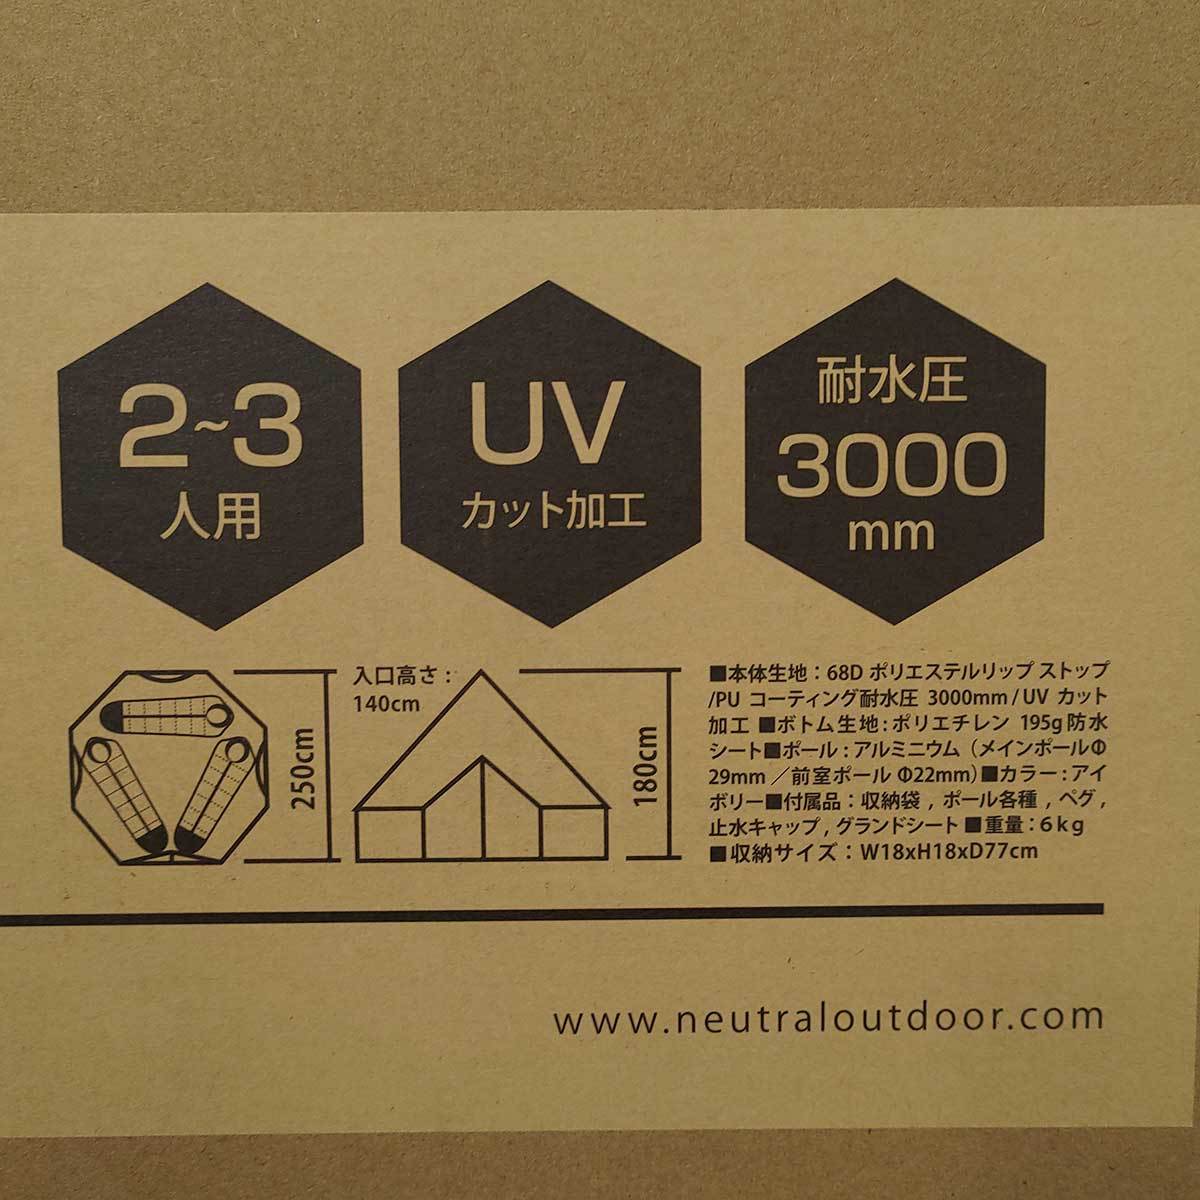 2~3
人用
UV
カット加工
耐水圧
3000
mm
250cm
入口高さ:
140cm
180cm
■本体生地:68D ポリエステルリップ ストップ
/PU コーティング耐水圧 3000mm/UV カット
加工 ■ボトム生地:ポリエチレン 195g防水
シート■ポール:アルミニウム(メインポールΦ
29mm /前室ポール Φ22mm)■カラー:アイ
ボリー■付属品:収納袋,ポール各種,ペグ,
止水キャップ,グランドシート ■重量:6kg
■収納サイズ:W18xH18xD77cm
www.neutraloutdoor.com